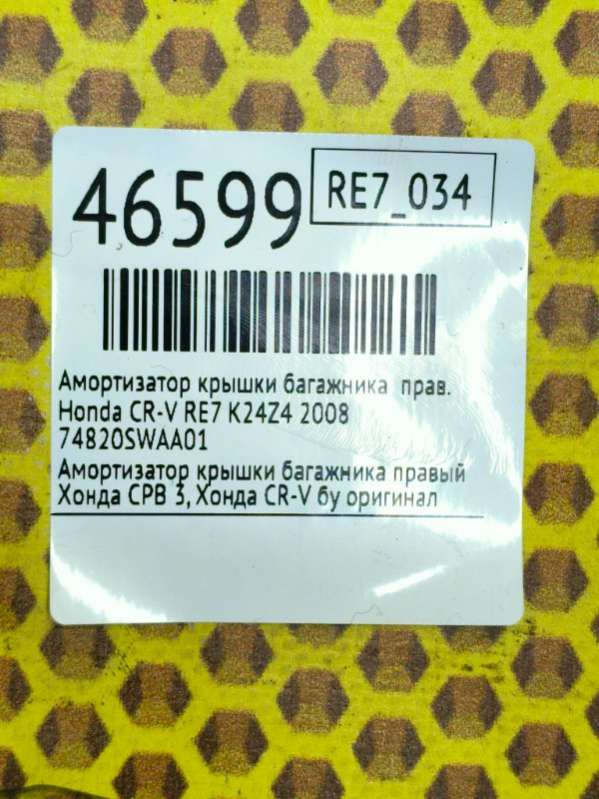 46599
RE7_034
Амортизатор крышки багажника прав.
Honda CR-V RE7 K24Z4 2008
74820SWAA01
Амортизатор крышки багажника правый
Хонда СРВ 3, Хонда CR-V бу оригинал